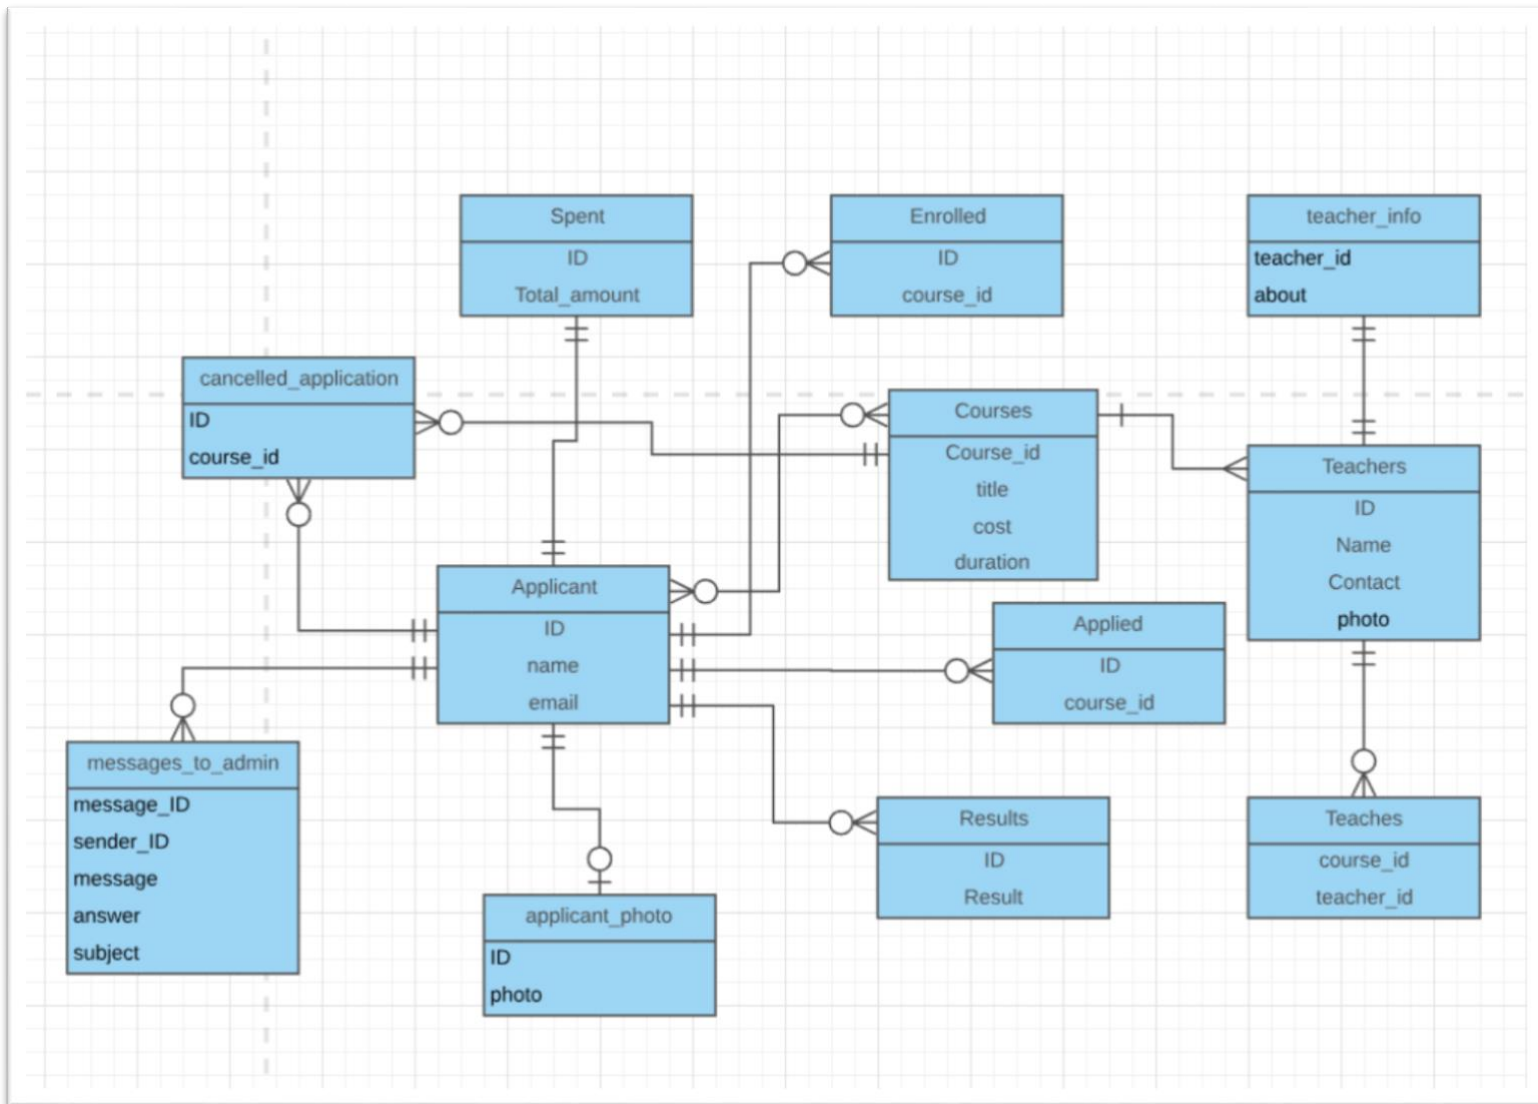 Spent
ID
Total_amount
Enrolled
ID
course_id
teacher_info
teacher_id
about
cancelled_application
ID
course_id
Courses
Course_id
title
cost
duration
Teachers
ID
Name
Contact
photo
Applicant
ID
name
email
Applied
ID
course_id
messages_to_admin
message_ID
sender_ID
message
answer
subject
applicant_photo
ID
photo
Results
ID
Result
Teaches
course_id
teacher_id